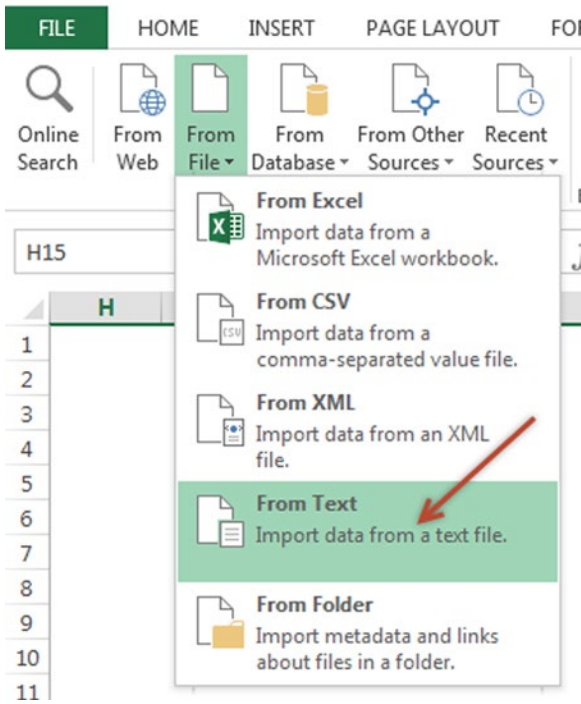 FILE HOME INSERT PAGE LAYOUT
Online From From From From Other Recent
Search Web File Database Sources Sources
From Excel
Import data from a
Microsoft Excel workbook.
H15
From CSV
H
Import data from a
1
comma-separated value file.
2
From XML
3
Import data from an XML
4
file.
5
From Text
6
Import data from a text file.
7
8
From Folder
9
Import metadata and links
10
about files in a folder.
11